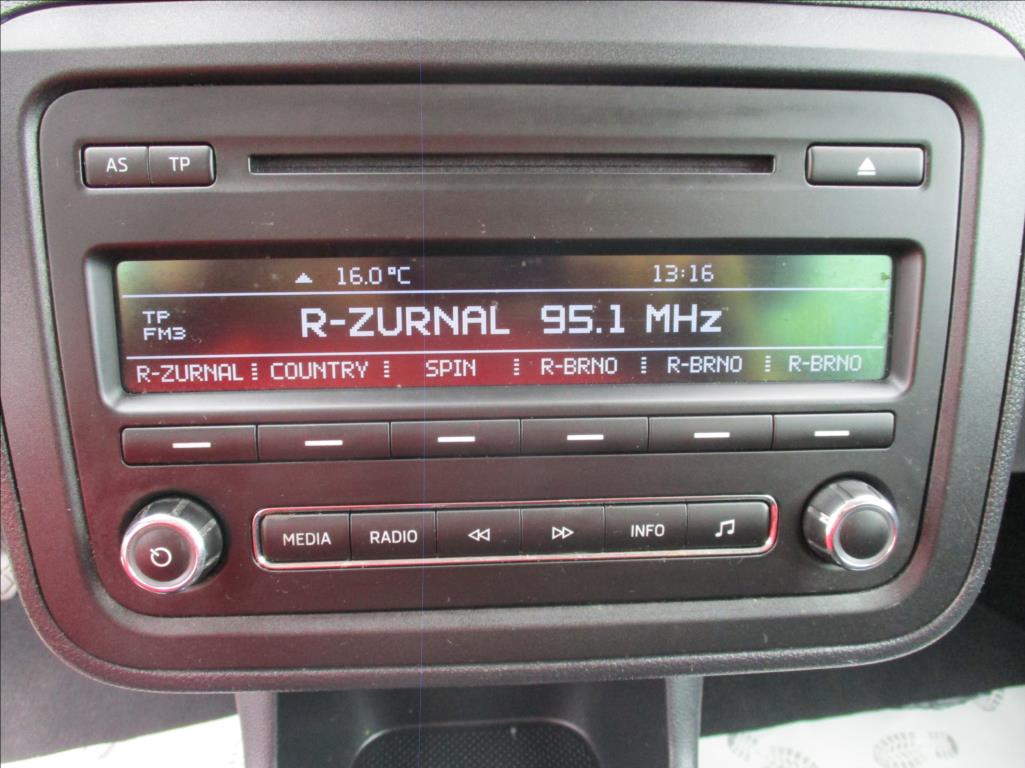 AS TP
16.0°C 13:16
TP
FM3
R-ZURNAL 95.1 MHz
R-ZURNAL COUNTRY SPIN R-BRNO R-BRNO R-BRNO
MEDIA RADIO INFO